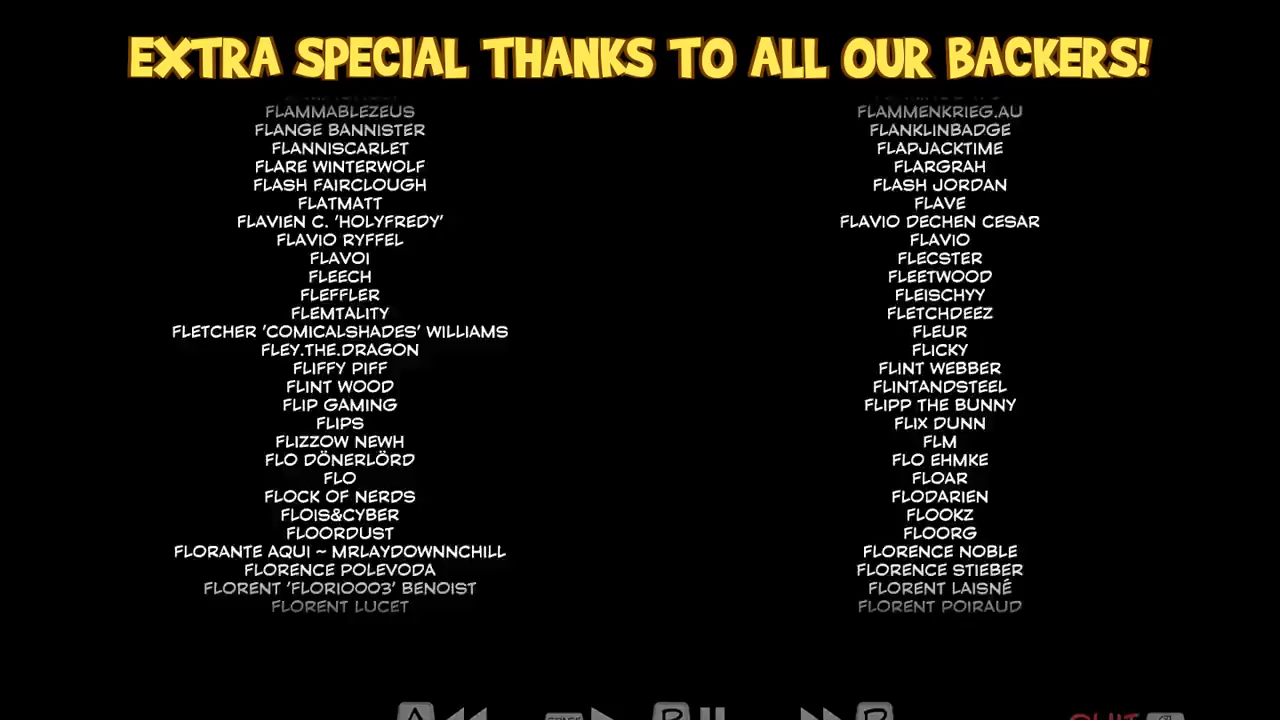 EXTRA SPECIAL THANKS TO ALL OUR BACKERS!
FLAMMABLEZEUS FLAMMENKRIEG.AU
FLANGE BANNISTER FLANKLINBADGE
FLANNISCARLET FLAPJACKTIME
FLARE WINTERWOLF FLARGRAH
FLASH FAIRCLOUGH FLASH JORDAN
FLATMATT FLAVE
FLAVIEN C. 'HOLYFREDY' FLAVIO DECHEN CESAR
FLAVIO RYFFEL FLAVIO
FLAVOI FLECSTER
FLEECH FLEETWOOD
FLEFFLER FLEISCHYY
FLEMTALITY FLETCHDEEZ
FLETCHER 'COMICALSHADES' WILLIAMS FLEUR
FLEY.THE.DRAGON FLICKY
FLIFFY PIFF FLINT WEBBER
FLINT WOOD FLINTANDSTEEL
FLIP GAMING FLIPP THE BUNNY
FLIPS FLIX DUNN
FLIZZOW NEWH FLM
FLO DÖNERLÖRD FLO EHMKE
FLO FLOAR
FLOCK OF NERDS FLODARIEN
FLOIS&CYBER FLOOKZ
FLOORDUST FLOORG
FLORANTE AQUI ~ MRLAYDOWNNCHILL FLORENCE NOBLE
FLORENCE POLEVODA FLORENCE STIEBER
FLORENT 'FLORI0003' BENOIST FLORENT LAISNÉ
FLORENT LUCET FLORENT POIRAUD